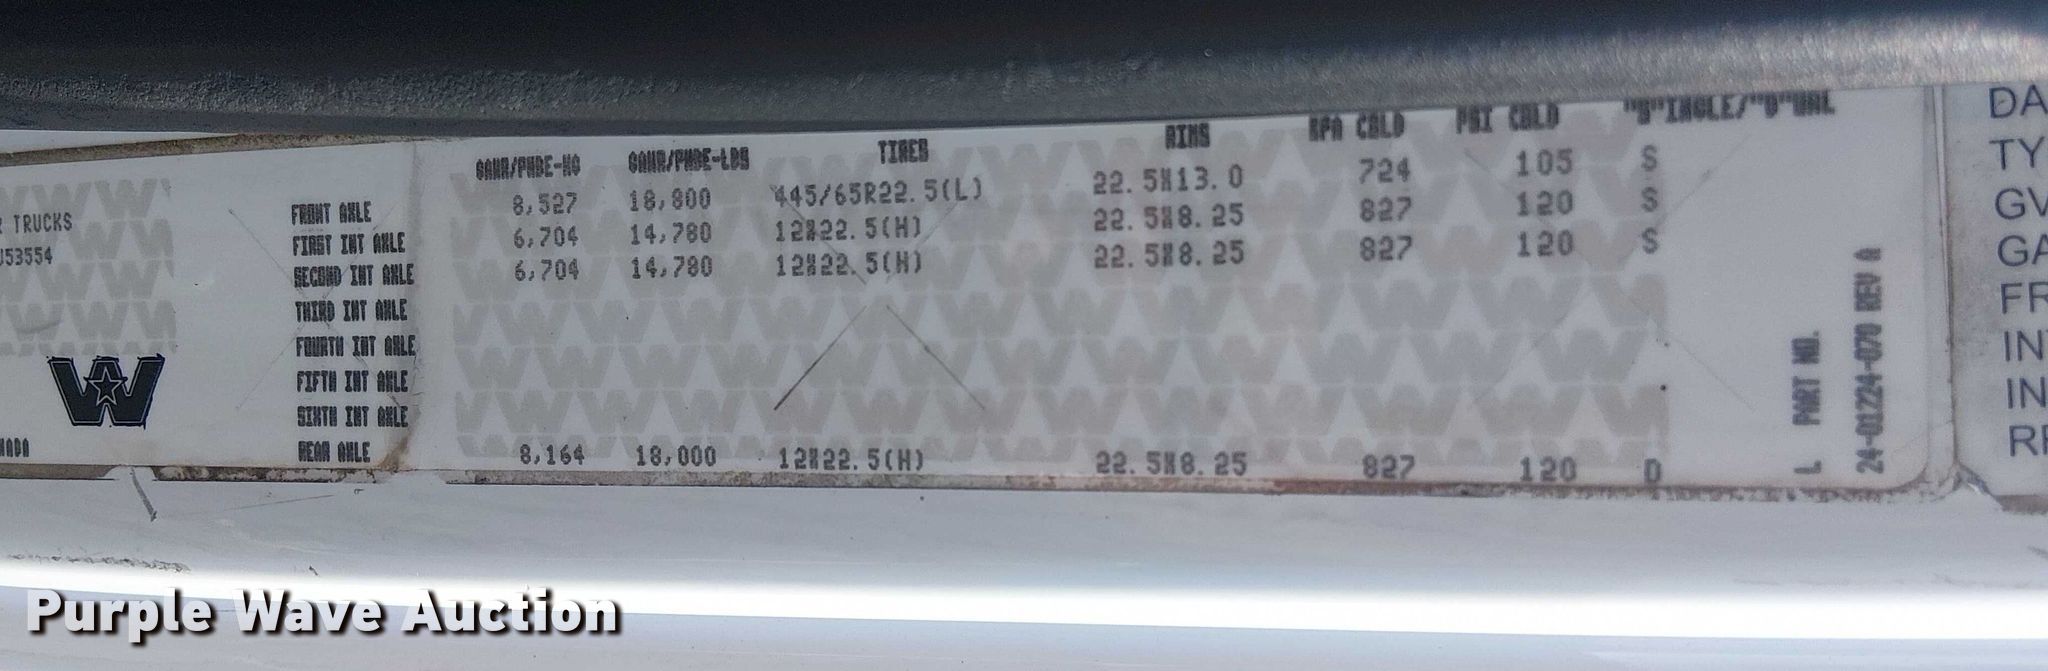 GAWR/PNBE-KG GAWR/PNBE-LBS TIRES RIMS KPA COLD PSI COLD "S"INGLE/"D"UAL
FRONT AXLE 8,527 18,800 445/65R22.5(L) 22.5X13.0 724 105 S
FIRST INT AXLE 6,704 14,780 12X22.5(H) 22.5X8.25 827 120 S
SECOND INT AXLE 6,704 14,780 12X22.5(H) 22.5X8.25 827 120 S
THIRD INT AXLE
FOURTH INT AXLE
FIFTH INT AXLE
SIXTH INT AXLE
REAR AXLE 8,164 18,000 12X22.5(H) 22.5X8.25 827 120 D
R TRUCKS
J53554
W
NADA
L PART NO.
24-01224-070 REV A
DA
TY
GV
GA
FR
IN
IN
Purple Wave Auction